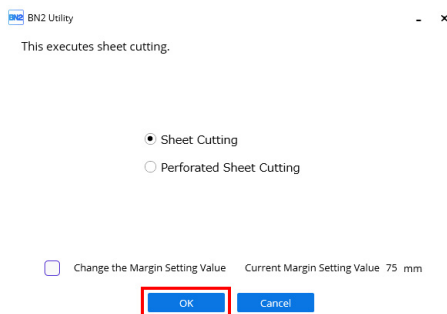 BN2 BN2 Utility
This executes sheet cutting.
Sheet Cutting
Perforated Sheet Cutting
Change the Margin Setting Value Current Margin Setting Value 75 mm
OK Cancel